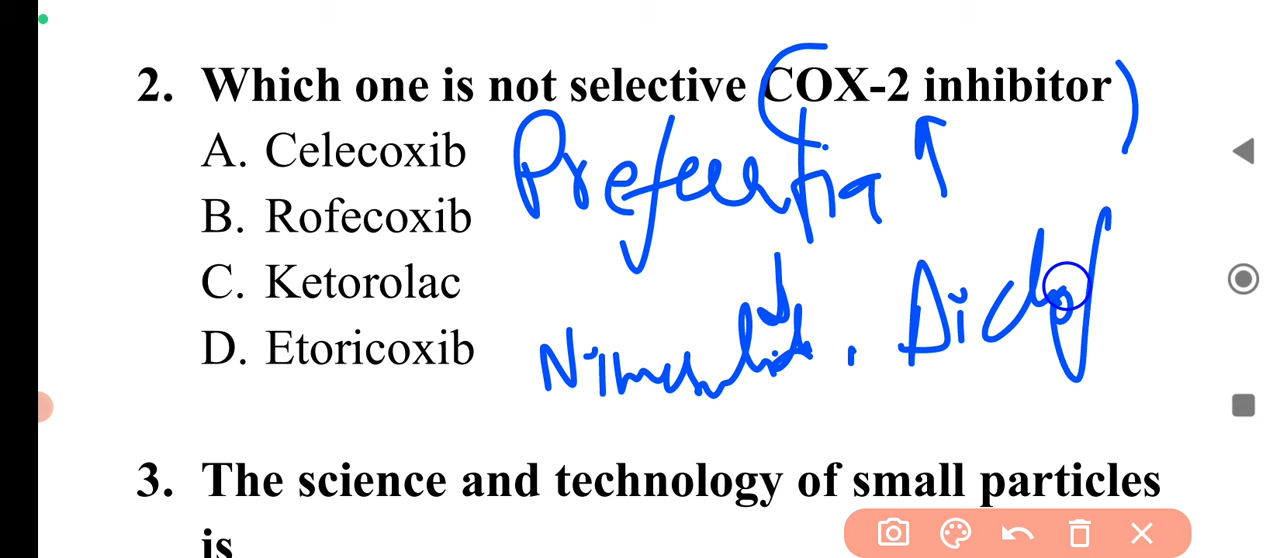 2. Which one is not selective COX-2 inhibitor
A. Celecoxib
B. Rofecoxib
C. Ketorolac
D. Etoricoxib
3. The science and technology of small particles
is